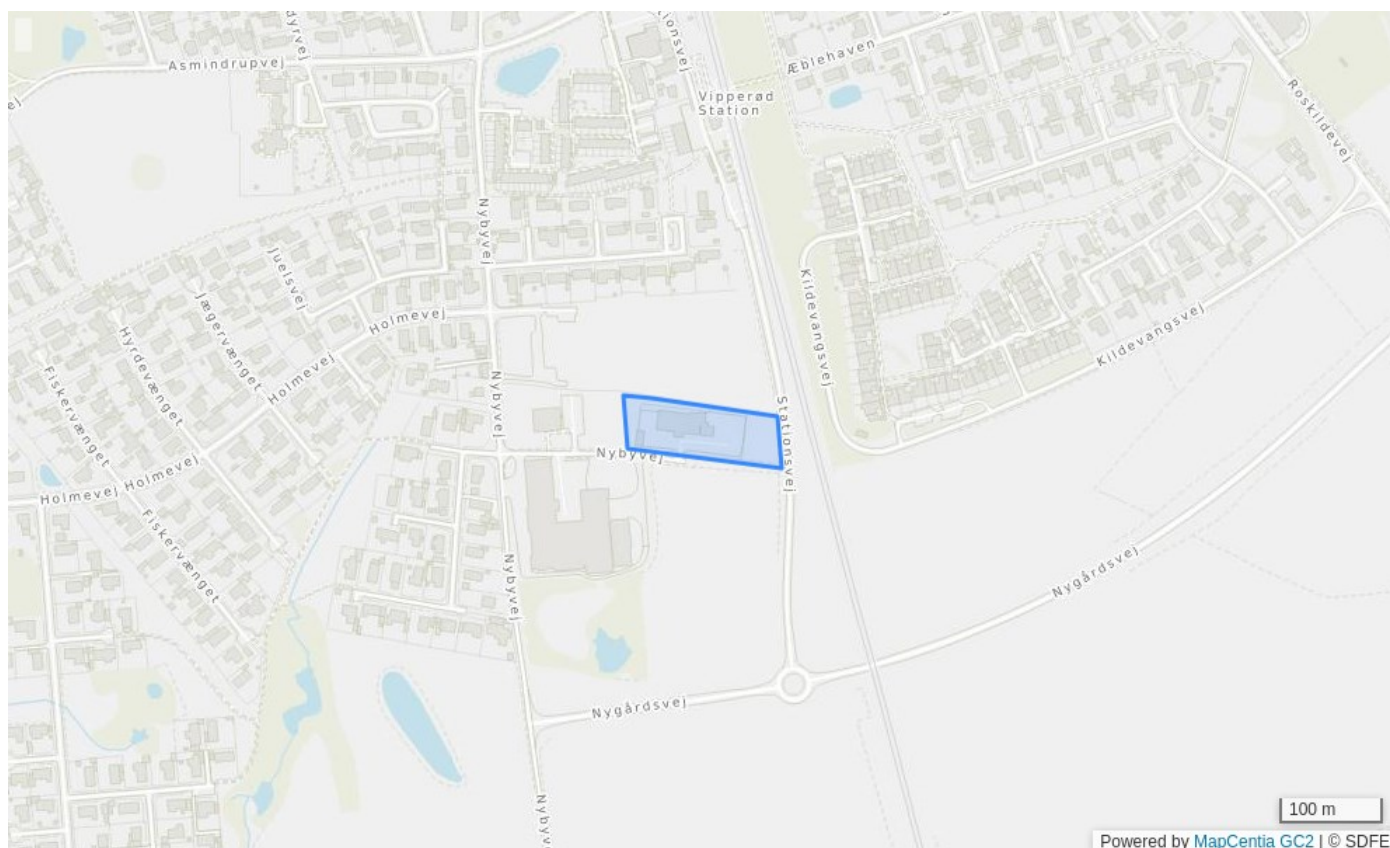 Asmindrupvej
Æblehaven
Vipperød
Station
Roskildevej
Nybyvej
Juelsvej
Jægervænget
Holmevej
Hyrdevænget
Fiskervænget
Holmevej
Kildevangsvej
Kildevangsvej
Nybyvej
Stationsvej
Nybyvej
Holmevej Holmevej
Fiskervænget
Nybyvej
Nygårdsvej
Nygårdsvej
100 m
Powered by MapCentia GC2 | © SDFE